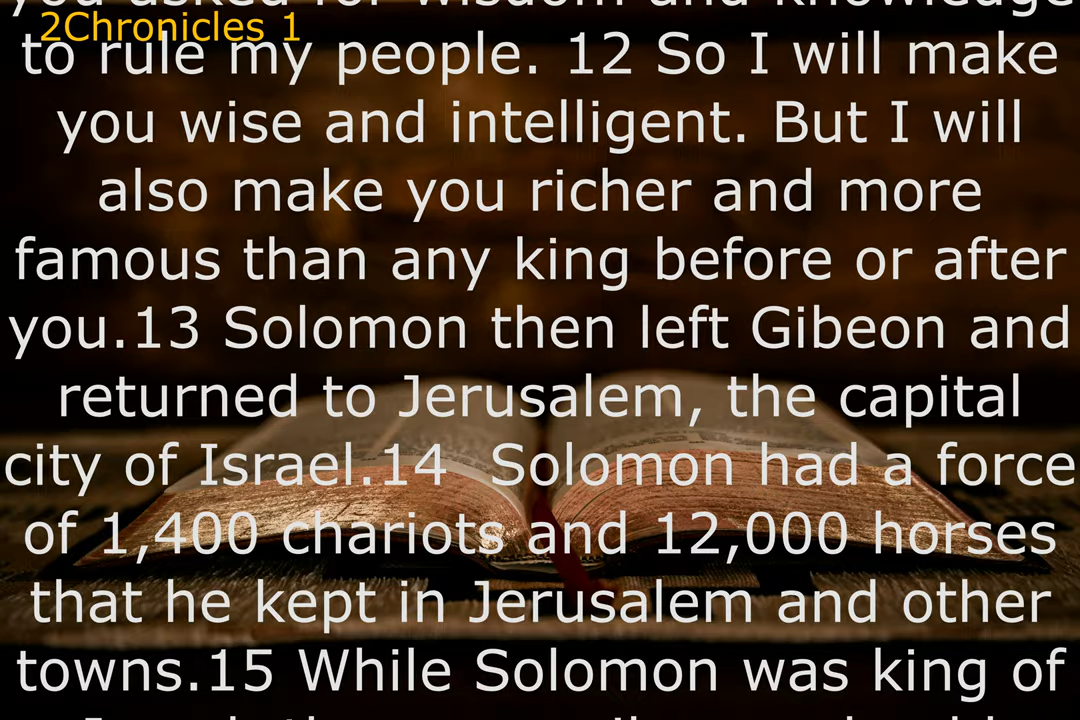 you asked for wisdom and knowledge
2Chronicles 1
to rule my people. 12 So I will make
you wise and intelligent. But I will
also make you richer and more
famous than any king before or after
you.13 Solomon then left Gibeon and
returned to Jerusalem, the capital
city of Israel.14  Solomon had a force
of 1,400 chariots and 12,000 horses
that he kept in Jerusalem and other
towns.15 While Solomon was king of